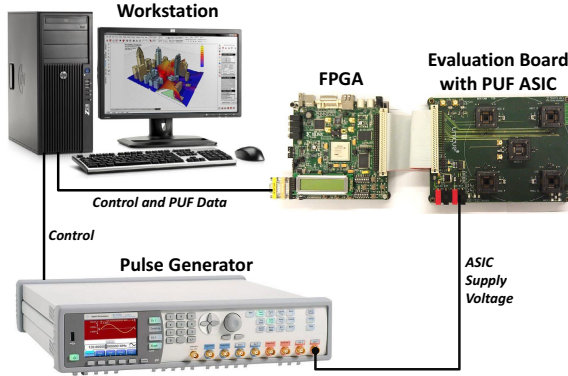 Workstation
FPGA
Evaluation Board
with PUF ASIC
Control and PUF Data
Control
Pulse Generator
ASIC
Supply
Voltage